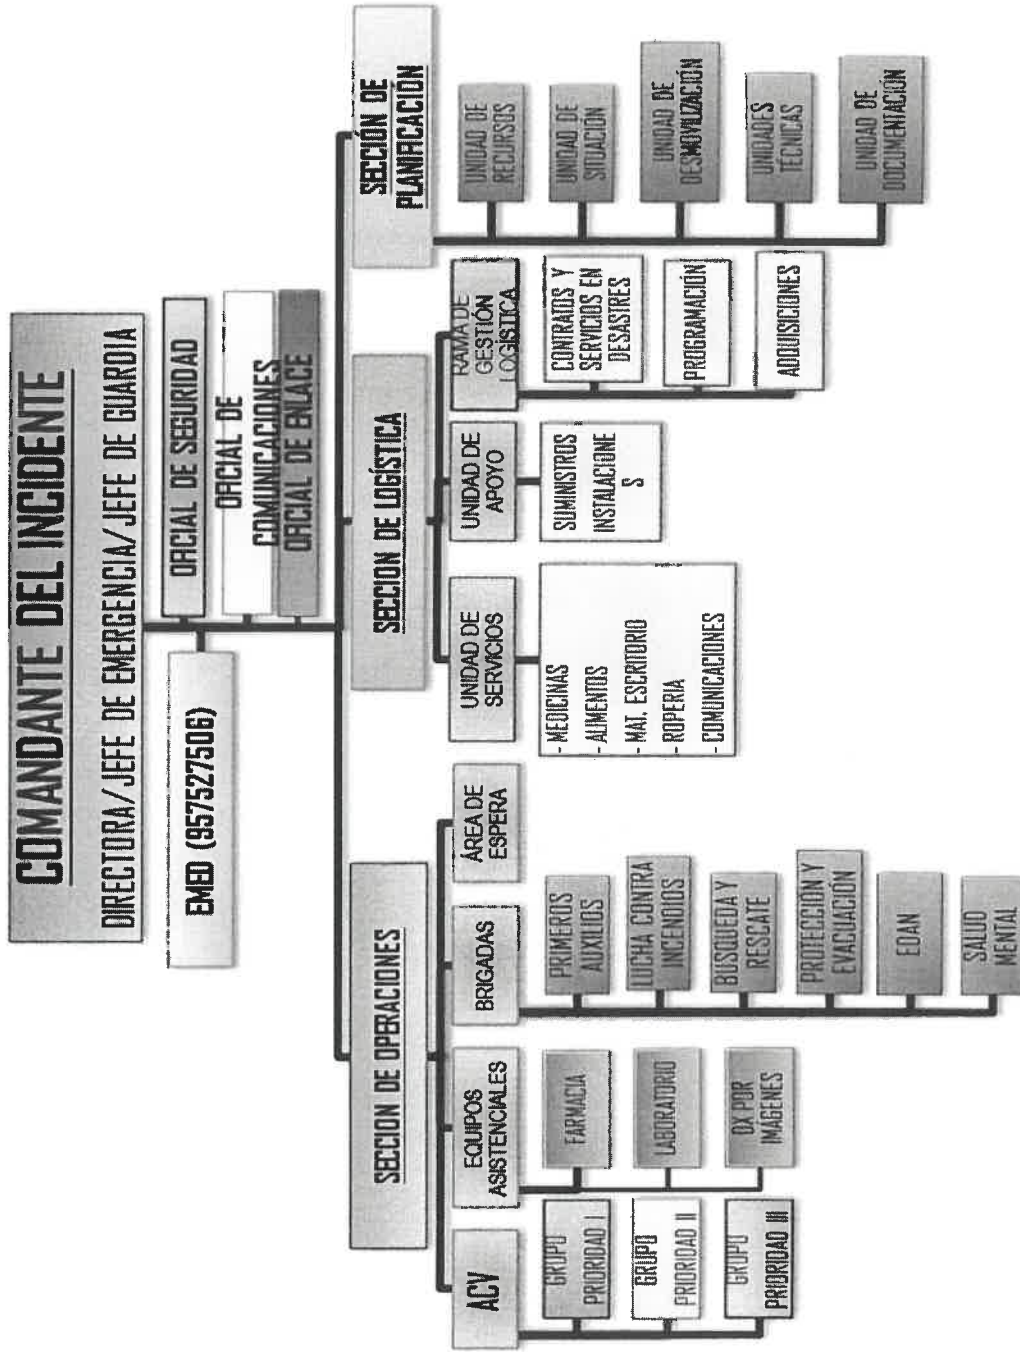 COMANDANTE DEL INCIDENTE
DIRECTORA/JEFE DE EMERGENCIA/JEFE DE GUARDIA
EMED (957527506)
OFICIAL DE SEGURIDAD
OFICIAL DE
COMUNICACIONES
OFICIAL DE ENLACE
SECCION DE OPERACIONES
ACV
GRUPO
PRIORIDAD I
GRUPO
PRIORIDAD II
GRUPO
PRIORIDAD III
EQUIPOS
ASISTENCIALES
FARMACIA
LABORATORIO
DX POR
IMÁGENES
BRIGADAS
PRIMEROS
AUXILIOS
LUCHA CONTRA
INCENDIOS
BUSQUEDA Y
RESCATE
PROTECCIÓN Y
EVACUACIÓN
EDAN
SALUD
MENTAL
ÁREA DE
ESPERA
SECCION DE LOGÍSTICA
UNIDAD DE
SERVICIOS
- MEDICINAS
- ALIMENTOS
- MAT. ESCRITORIO
- ROPERIA
- COMUNICACIONES
UNIDAD DE
APOYO
SUMINISTROS
INSTALACIONE
S
RAMA DE
GESTIÓN
LOGÍSTICA
CONTRATOS Y
SERVICIOS EN
DESASTRES
PROGRAMACIÓN
ADQUISICIONES
SECCIÓN DE
PLANIFICACIÓN
UNIDAD DE
RECURSOS
UNIDAD DE
SITUACIÓN
UNIDAD DE
DESMOVILIZACIÓN
UNIDADES
TÉCNICAS
UNIDAD DE
DOCUMENTACIÓN